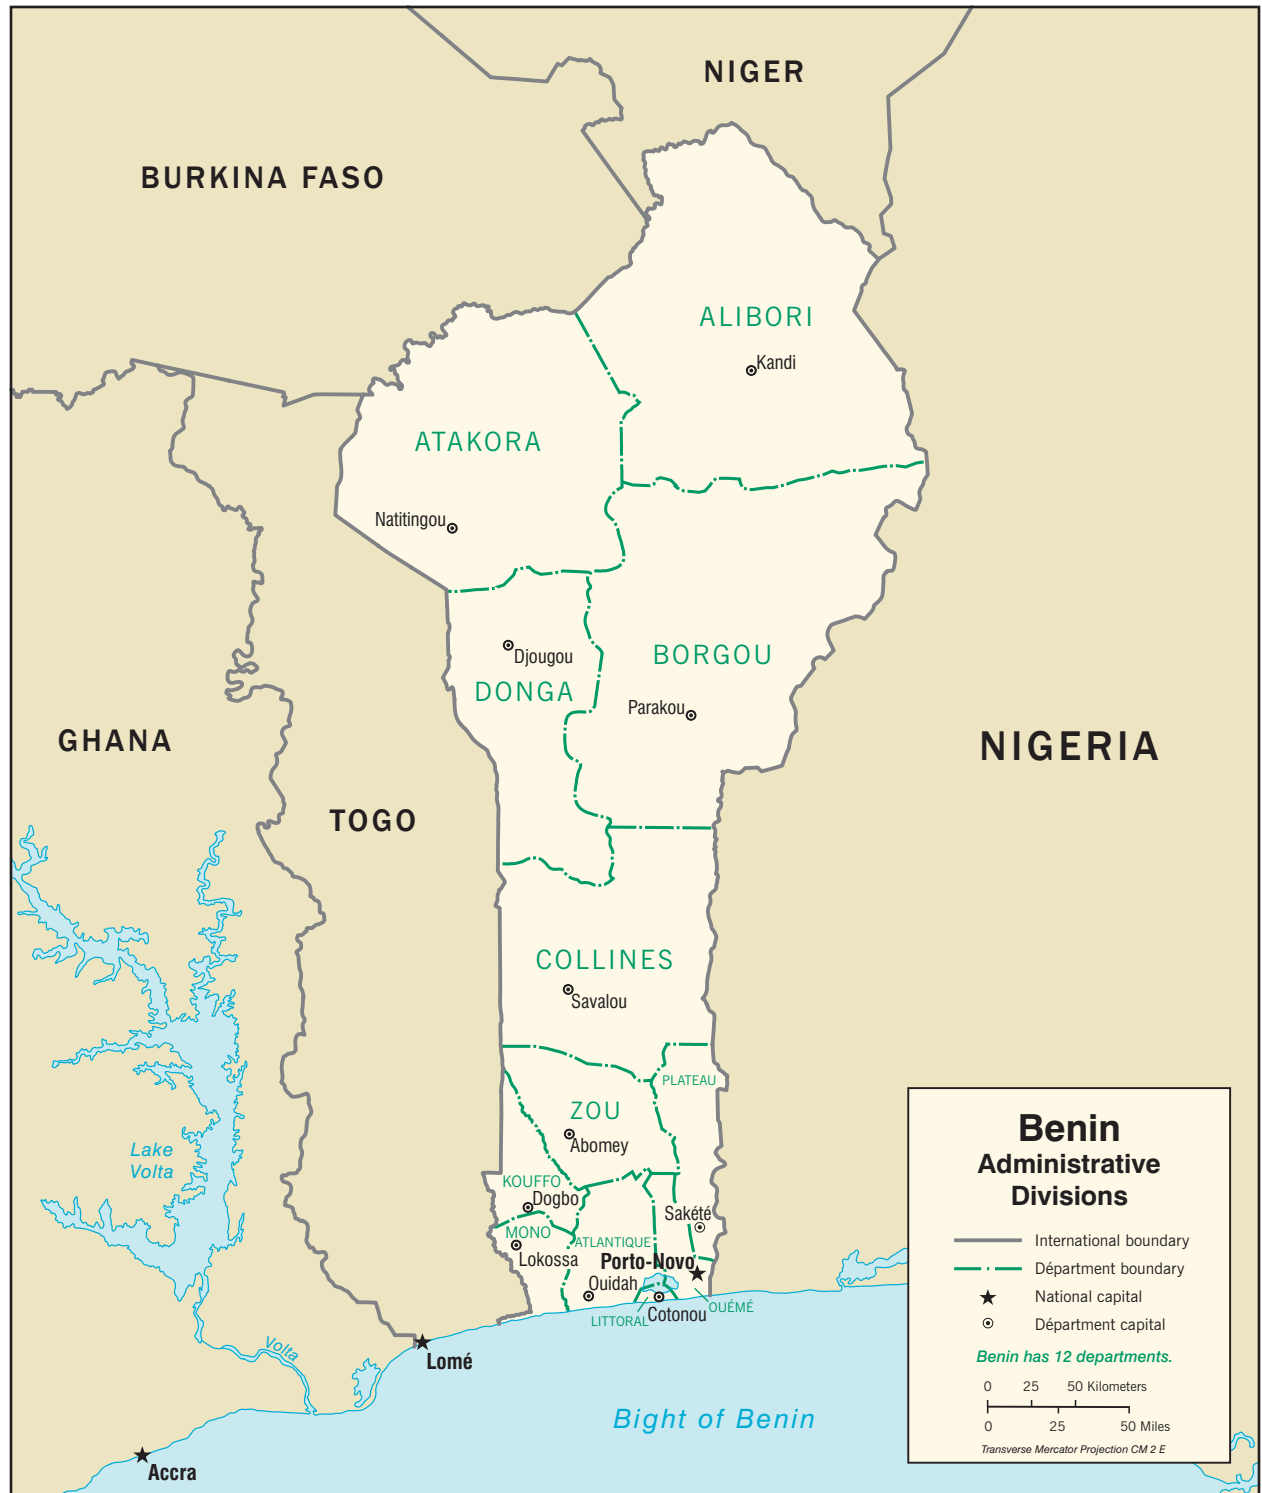 NIGER
BURKINA FASO
ALIBORI
Kandi
ATAKORA
Natitingou
Djougou
BORGOU
DONGA
Parakou
GHANA
NIGERIA
TOGO
COLLINES
Savalou
PLATEAU
ZOU
Abomey
Lake
Volta
KOUFFO
Dogbo
Sakété
MONO
ATLANTIQUE
Lokossa
Porto-Novo
Ouidah
OUÉMÉ
Cotonou
LITTORAL
Volta
Lomé
Bight of Benin
Accra
Benin
Administrative
Divisions
International boundary
Départment boundary
National capital
Départment capital
Benin has 12 departments.
0 25 50 Kilometers
0 25 50 Miles
Transverse Mercator Projection CM 2 E